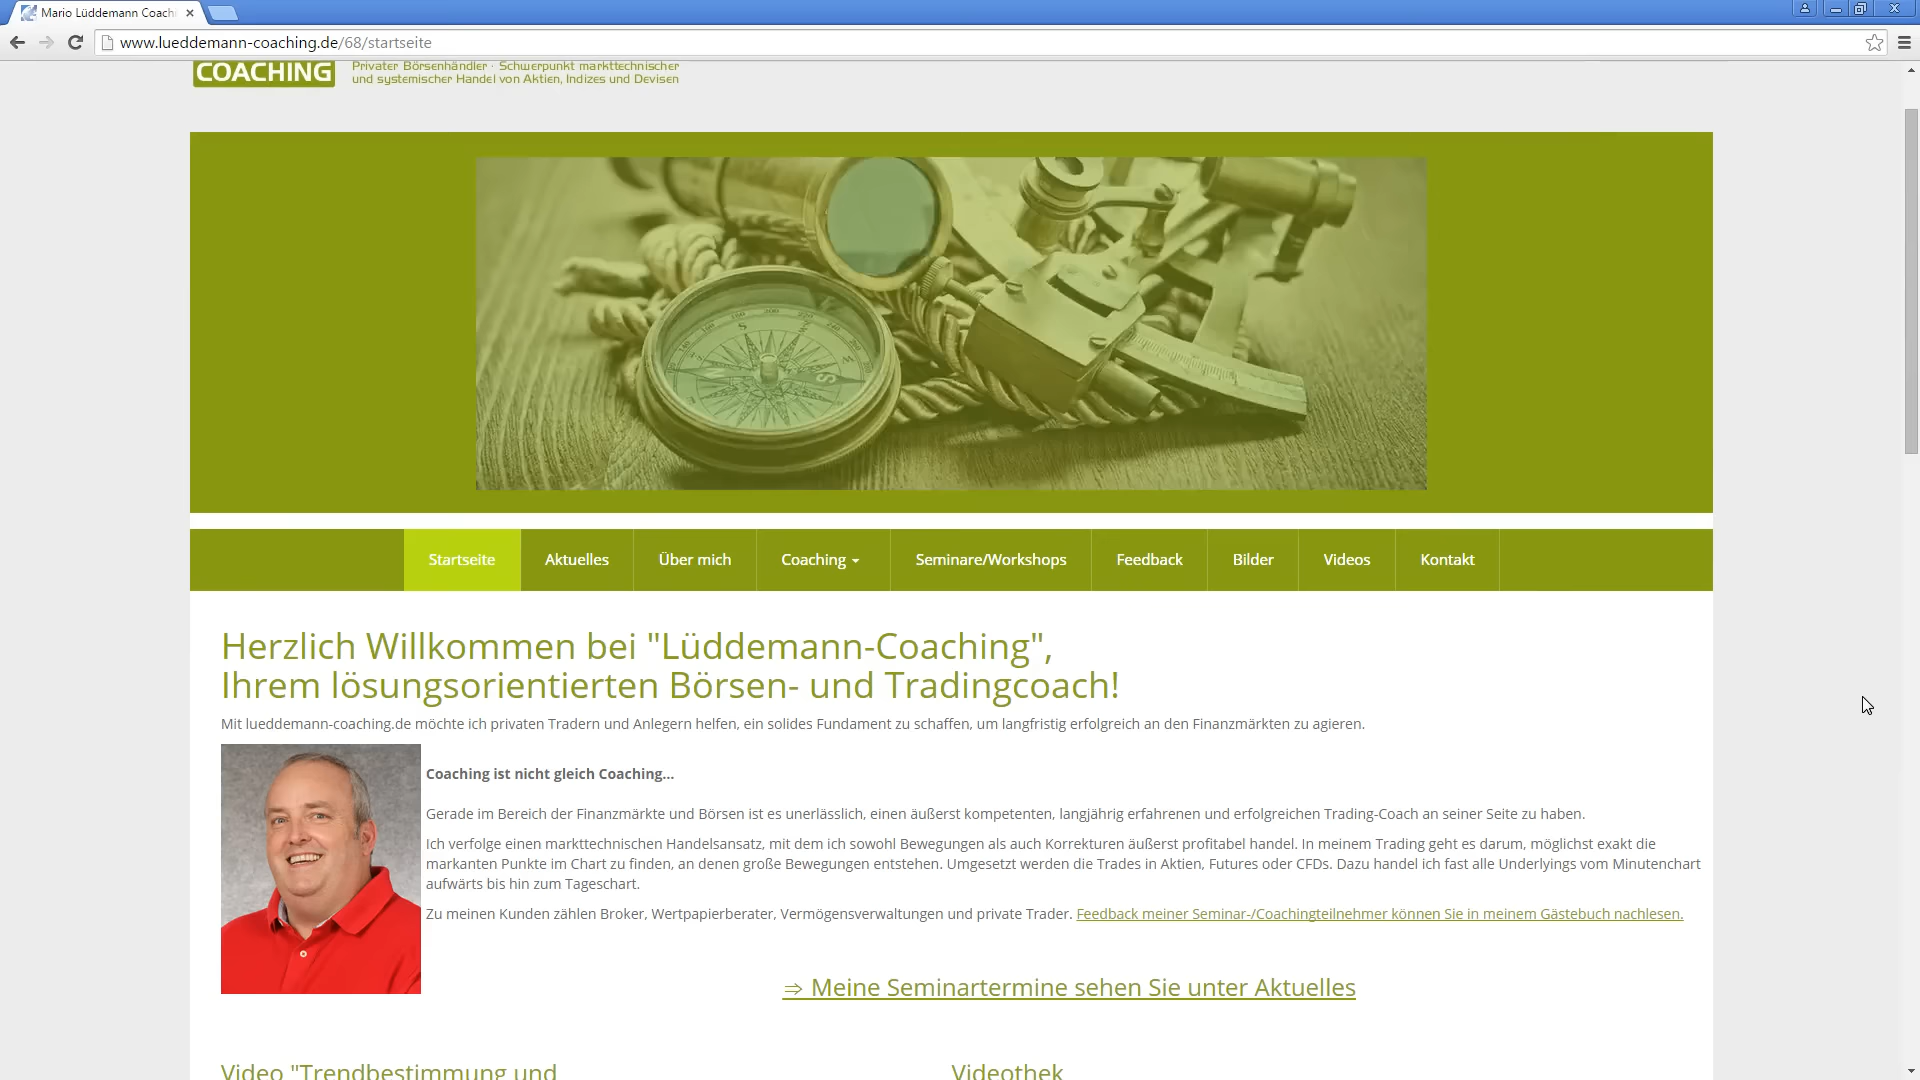 Mario Lüddemann Coach
www.lueddemann-coaching.de/68/startseite
COACHING
Privater Börsenhändler · Schwerpunkt markttechnischer
und systemischer Handel von Aktien, Indizes und Devisen
Startseite
Aktuelles
Über mich
Coaching
Seminare/Workshops
Feedback
Bilder
Videos
Kontakt
Herzlich Willkommen bei "Lüddemann-Coaching",
Ihrem lösungsorientierten Börsen- und Tradingcoach!
Mit lueddemann-coaching.de möchte ich privaten Tradern und Anlegern helfen, ein solides Fundament zu schaffen, um langfristig erfolgreich an den Finanzmärkten zu agieren.
Coaching ist nicht gleich Coaching...
Gerade im Bereich der Finanzmärkte und Börsen ist es unerlässlich, einen äußerst kompetenten, langjährig erfahrenen und erfolgreichen Trading-Coach an seiner Seite zu haben.
Ich verfolge einen markttechnischen Handelsansatz, mit dem ich sowohl Bewegungen als auch Korrekturen äußerst profitabel handel. In meinem Trading geht es darum, möglichst exakt die
markanten Punkte im Chart zu finden, an denen große Bewegungen entstehen. Umgesetzt werden die Trades in Aktien, Futures oder CFDs. Dazu handel ich fast alle Underlyings vom Minutenchart
aufwärts bis hin zum Tageschart.
Zu meinen Kunden zählen Broker, Wertpapierberater, Vermögensverwaltungen und private Trader. Feedback meiner Seminar-/Coachingteilnehmer können Sie in meinem Gästebuch nachlesen.
⇒ Meine Seminartermine sehen Sie unter Aktuelles
Video "Trendbestimmung und
Videothek